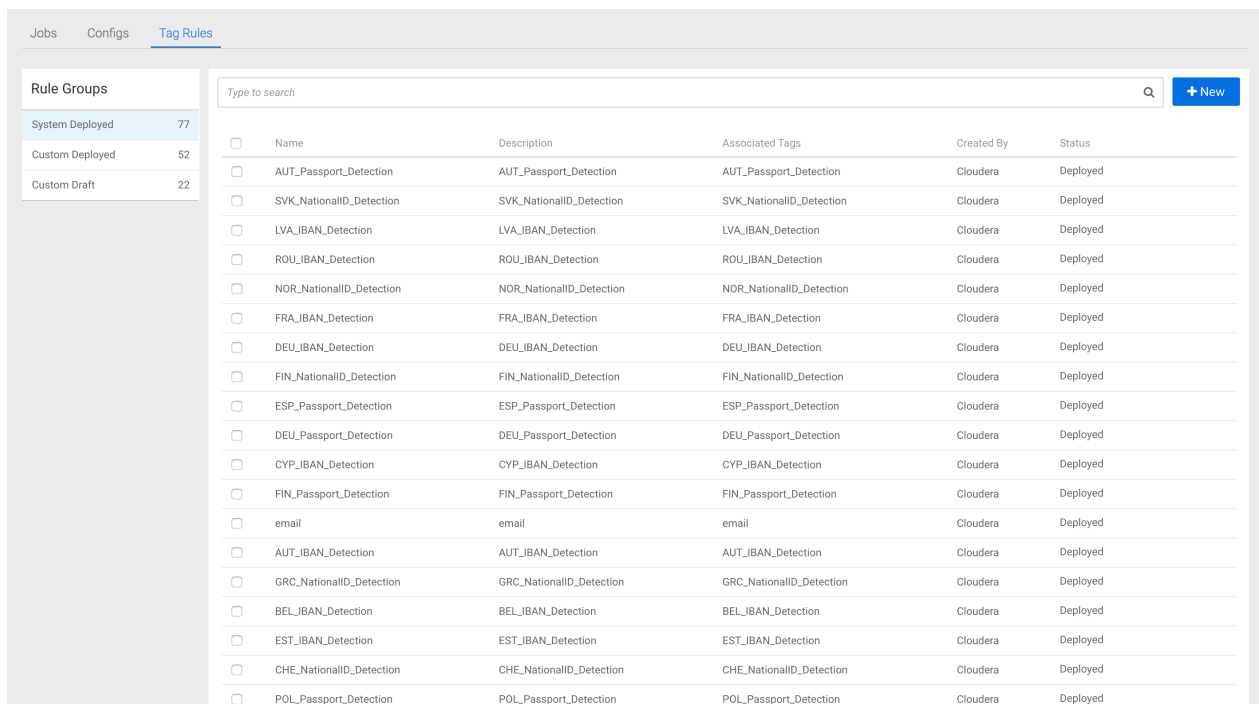 Jobs Configs Tag Rules
Rule Groups
System Deployed 77
Custom Deployed 52
Custom Draft 22
Type to search
+ New
Name Description Associated Tags Created By Status
AUT_Passport_Detection AUT_Passport_Detection AUT_Passport_Detection Cloudera Deployed
SVK_NationalID_Detection SVK_NationalID_Detection SVK_NationalID_Detection Cloudera Deployed
LVA_IBAN_Detection LVA_IBAN_Detection LVA_IBAN_Detection Cloudera Deployed
ROU_IBAN_Detection ROU_IBAN_Detection ROU_IBAN_Detection Cloudera Deployed
NOR_NationalID_Detection NOR_NationalID_Detection NOR_NationalID_Detection Cloudera Deployed
FRA_IBAN_Detection FRA_IBAN_Detection FRA_IBAN_Detection Cloudera Deployed
DEU_IBAN_Detection DEU_IBAN_Detection DEU_IBAN_Detection Cloudera Deployed
FIN_NationalID_Detection FIN_NationalID_Detection FIN_NationalID_Detection Cloudera Deployed
ESP_Passport_Detection ESP_Passport_Detection ESP_Passport_Detection Cloudera Deployed
DEU_Passport_Detection DEU_Passport_Detection DEU_Passport_Detection Cloudera Deployed
CYP_IBAN_Detection CYP_IBAN_Detection CYP_IBAN_Detection Cloudera Deployed
FIN_Passport_Detection FIN_Passport_Detection FIN_Passport_Detection Cloudera Deployed
email email email Cloudera Deployed
AUT_IBAN_Detection AUT_IBAN_Detection AUT_IBAN_Detection Cloudera Deployed
GRC_NationalID_Detection GRC_NationalID_Detection GRC_NationalID_Detection Cloudera Deployed
BEL_IBAN_Detection BEL_IBAN_Detection BEL_IBAN_Detection Cloudera Deployed
EST_IBAN_Detection EST_IBAN_Detection EST_IBAN_Detection Cloudera Deployed
CHE_NationalID_Detection CHE_NationalID_Detection CHE_NationalID_Detection Cloudera Deployed
POL_Passport_Detection POL_Passport_Detection POL_Passport_Detection Cloudera Deployed